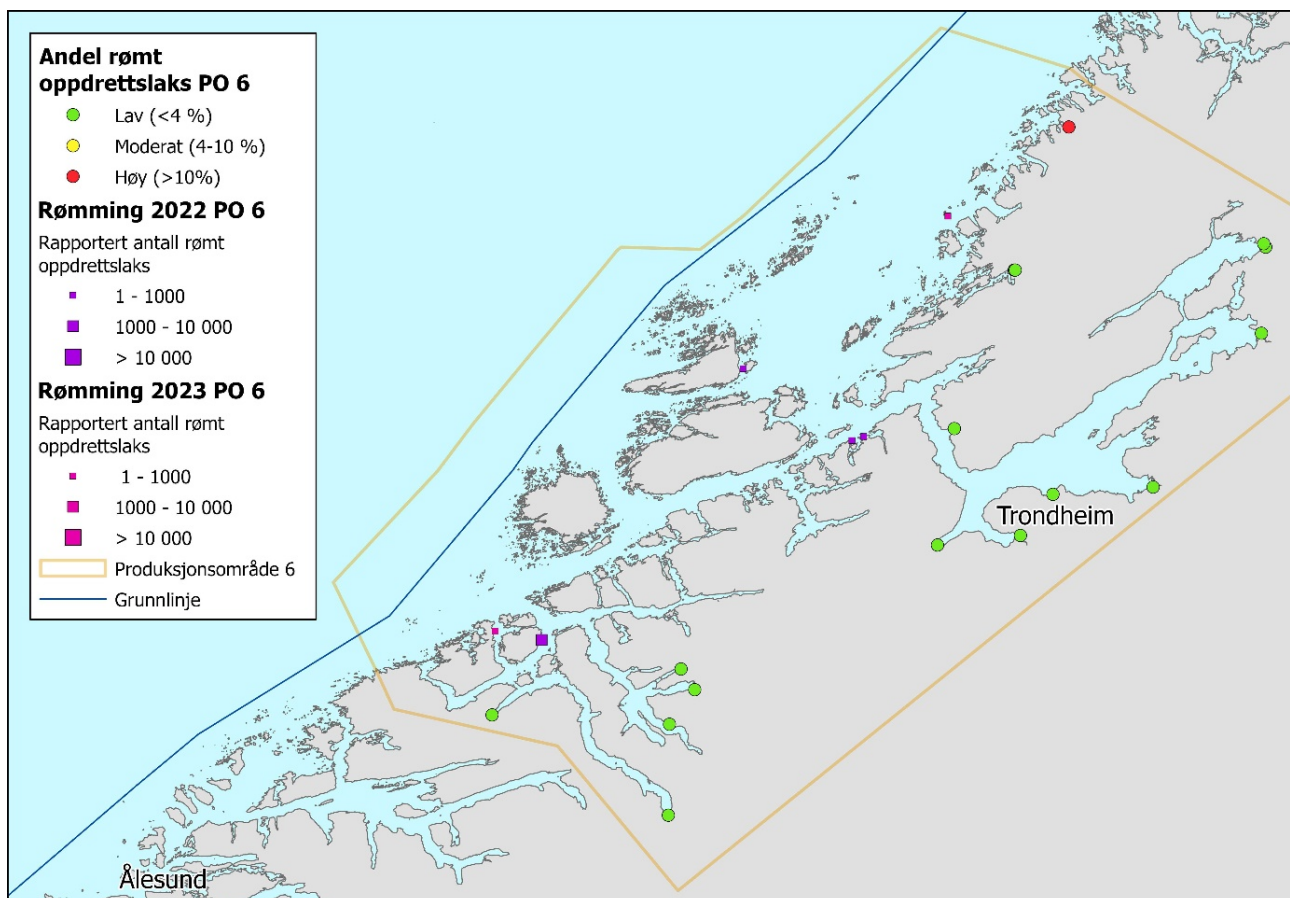 Andel rømt
oppdrettslaks PO 6
Lav (<4 %)
Moderat (4-10 %)
Høy (>10%)
Rømming 2022 PO 6
Rapportert antall rømt
oppdrettslaks
1 - 1000
1000 - 10 000
> 10 000
Rømming 2023 PO 6
Rapportert antall rømt
oppdrettslaks
1 - 1000
1000 - 10 000
> 10 000
Produksjonsområde 6
Grunnlinje
Trondheim
Ålesund